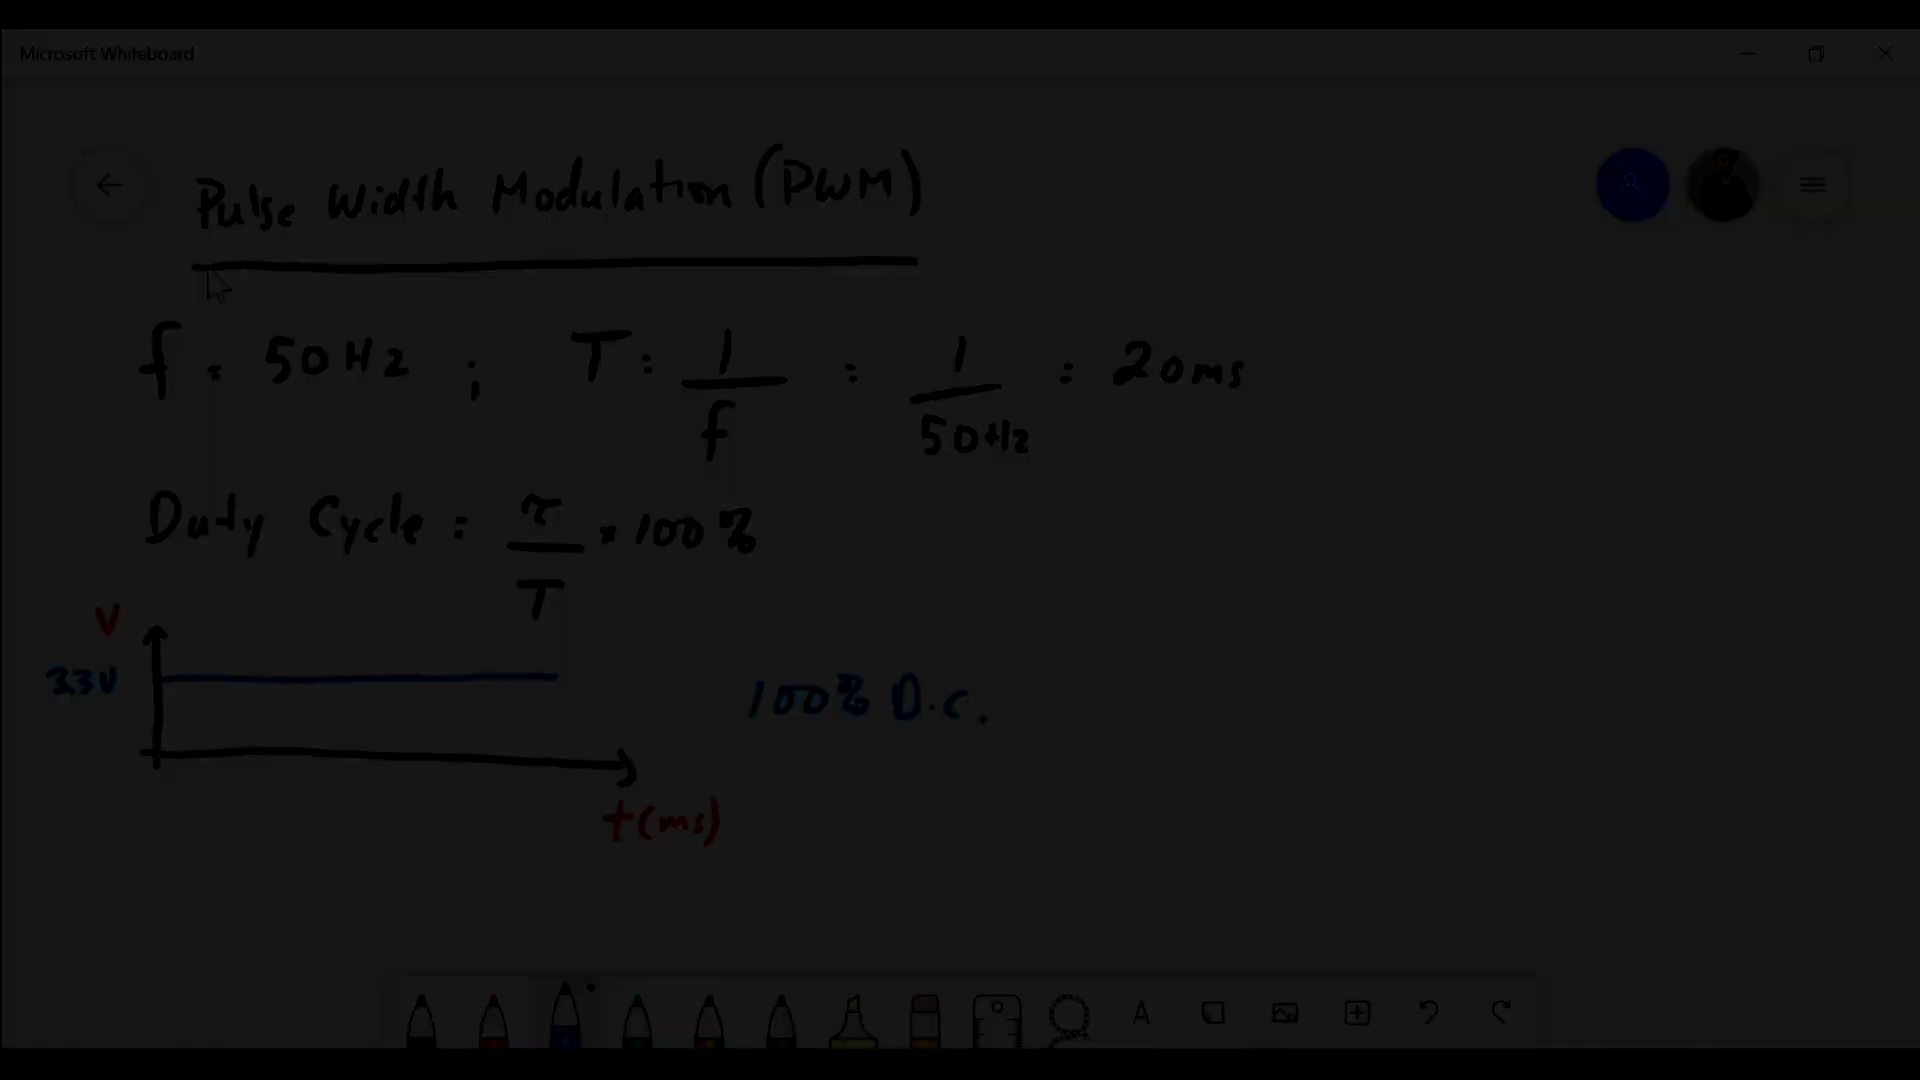 Microsoft Whiteboard
Pulse Width Modulation (PWM)
f = 50Hz ; T = 1/f = 1/50Hz = 20ms
Duty Cycle = τ/T * 100%
V
3.3V
100% D.C.
t(ms)
A